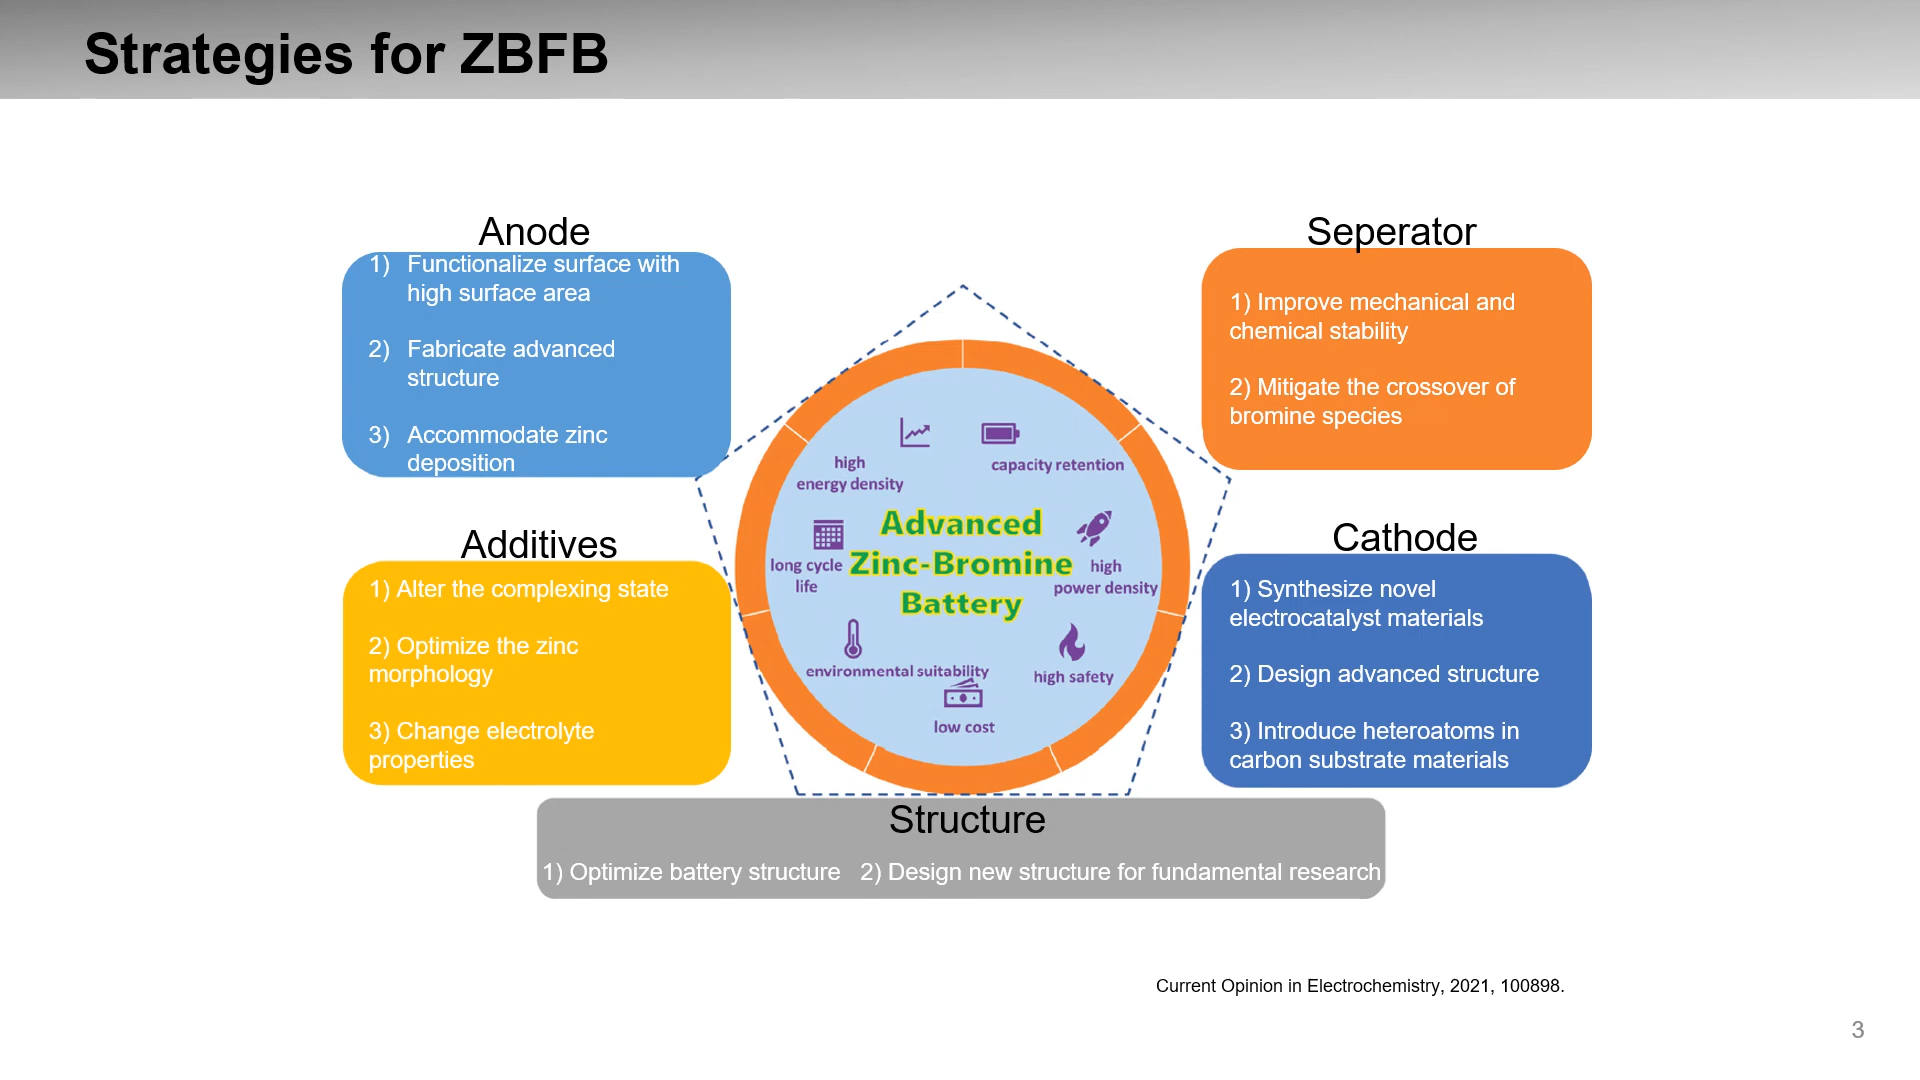 Strategies for ZBFB
Anode
1) Functionalize surface with
high surface area
2) Fabricate advanced
structure
3) Accommodate zinc
deposition
Seperator
1) Improve mechanical and
chemical stability
2) Mitigate the crossover of
bromine species
high
energy density
capacity retention
Advanced
Zinc-Bromine
Battery
long cycle
life
high
power density
environmental suitability
high safety
low cost
Additives
1) Alter the complexing state
2) Optimize the zinc
morphology
3) Change electrolyte
properties
Cathode
1) Synthesize novel
electrocatalyst materials
2) Design advanced structure
3) Introduce heteroatoms in
carbon substrate materials
Structure
1) Optimize battery structure 2) Design new structure for fundamental research
Current Opinion in Electrochemistry, 2021, 100898.
3